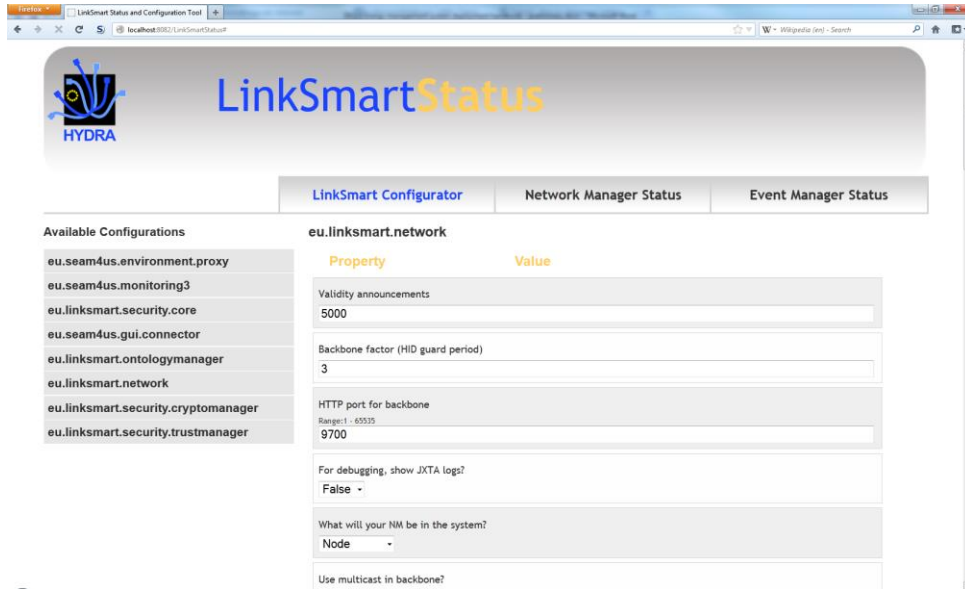 Firefox
LinkSmart Status and Configuration Tool
localhost:8082/LinkSmartStatus#
Wikipedia (en) - Search
HYDRA
LinkSmartStatus
LinkSmart Configurator
Network Manager Status
Event Manager Status
Available Configurations
eu.seam4us.environment.proxy
eu.seam4us.monitoring3
eu.linksmart.security.core
eu.seam4us.gui.connector
eu.linksmart.ontologymanager
eu.linksmart.network
eu.linksmart.security.cryptomanager
eu.linksmart.security.trustmanager
eu.linksmart.network
Property Value
Validity announcements
5000
Backbone factor (HID guard period)
3
HTTP port for backbone
Range:1 - 65535
9700
For debugging, show JXTA logs?
False
What will your NM be in the system?
Node
Use multicast in backbone?